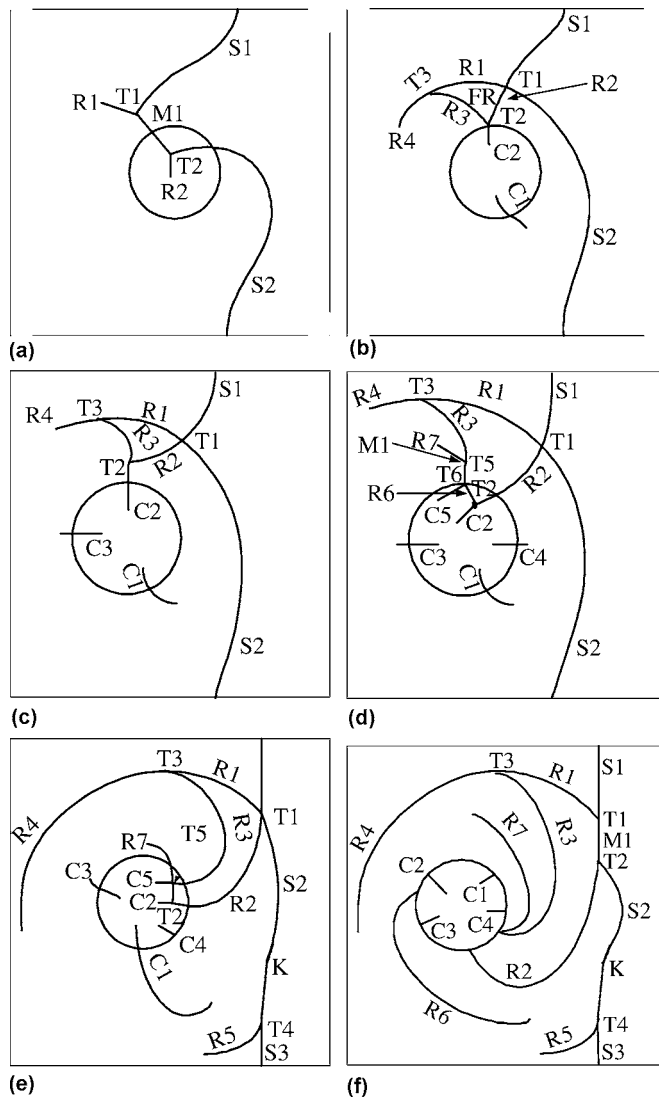 S1
R1
T1
M1
T2
R2
S2
(a)
S1
T3
R1
T1
FR
R2
R3
T2
R4
C2
C1
S2
(b)
S1
R4
T3
R1
R3
T1
T2
R2
C2
C3
C1
S2
(c)
R4
T3
R1
S1
R3
M1
R7
T5
T1
T6
T2
R2
R6
C5
C2
C3
C4
C1
S2
(d)
T3
R1
R4
T5
R3
T1
R7
C3
C5
S2
C2
T2
R2
C4
C1
K
R5
T4
S3
(e)
T3
R1
S1
R4
R7
R3
T1
M1
T2
C2
C1
C4
C3
S2
R2
K
R6
R5
T4
S3
(f)